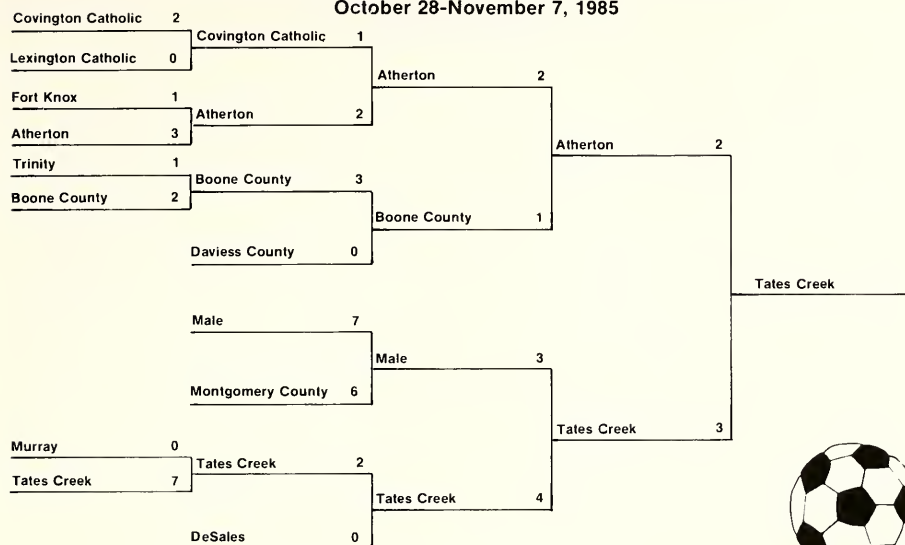 October 28-November 7, 1985
Covington Catholic 2
Lexington Catholic 0
Fort Knox 1
Atherton 3
Trinity 1
Boone County 2
Murray 0
Tates Creek 7
Covington Catholic 1
Atherton 2
Boone County 3
Daviess County 0
Male 7
Montgomery County 6
Tates Creek 2
DeSales 0
Atherton 2
Boone County 1
Male 3
Tates Creek 4
Atherton 2
Tates Creek 3
Tates Creek